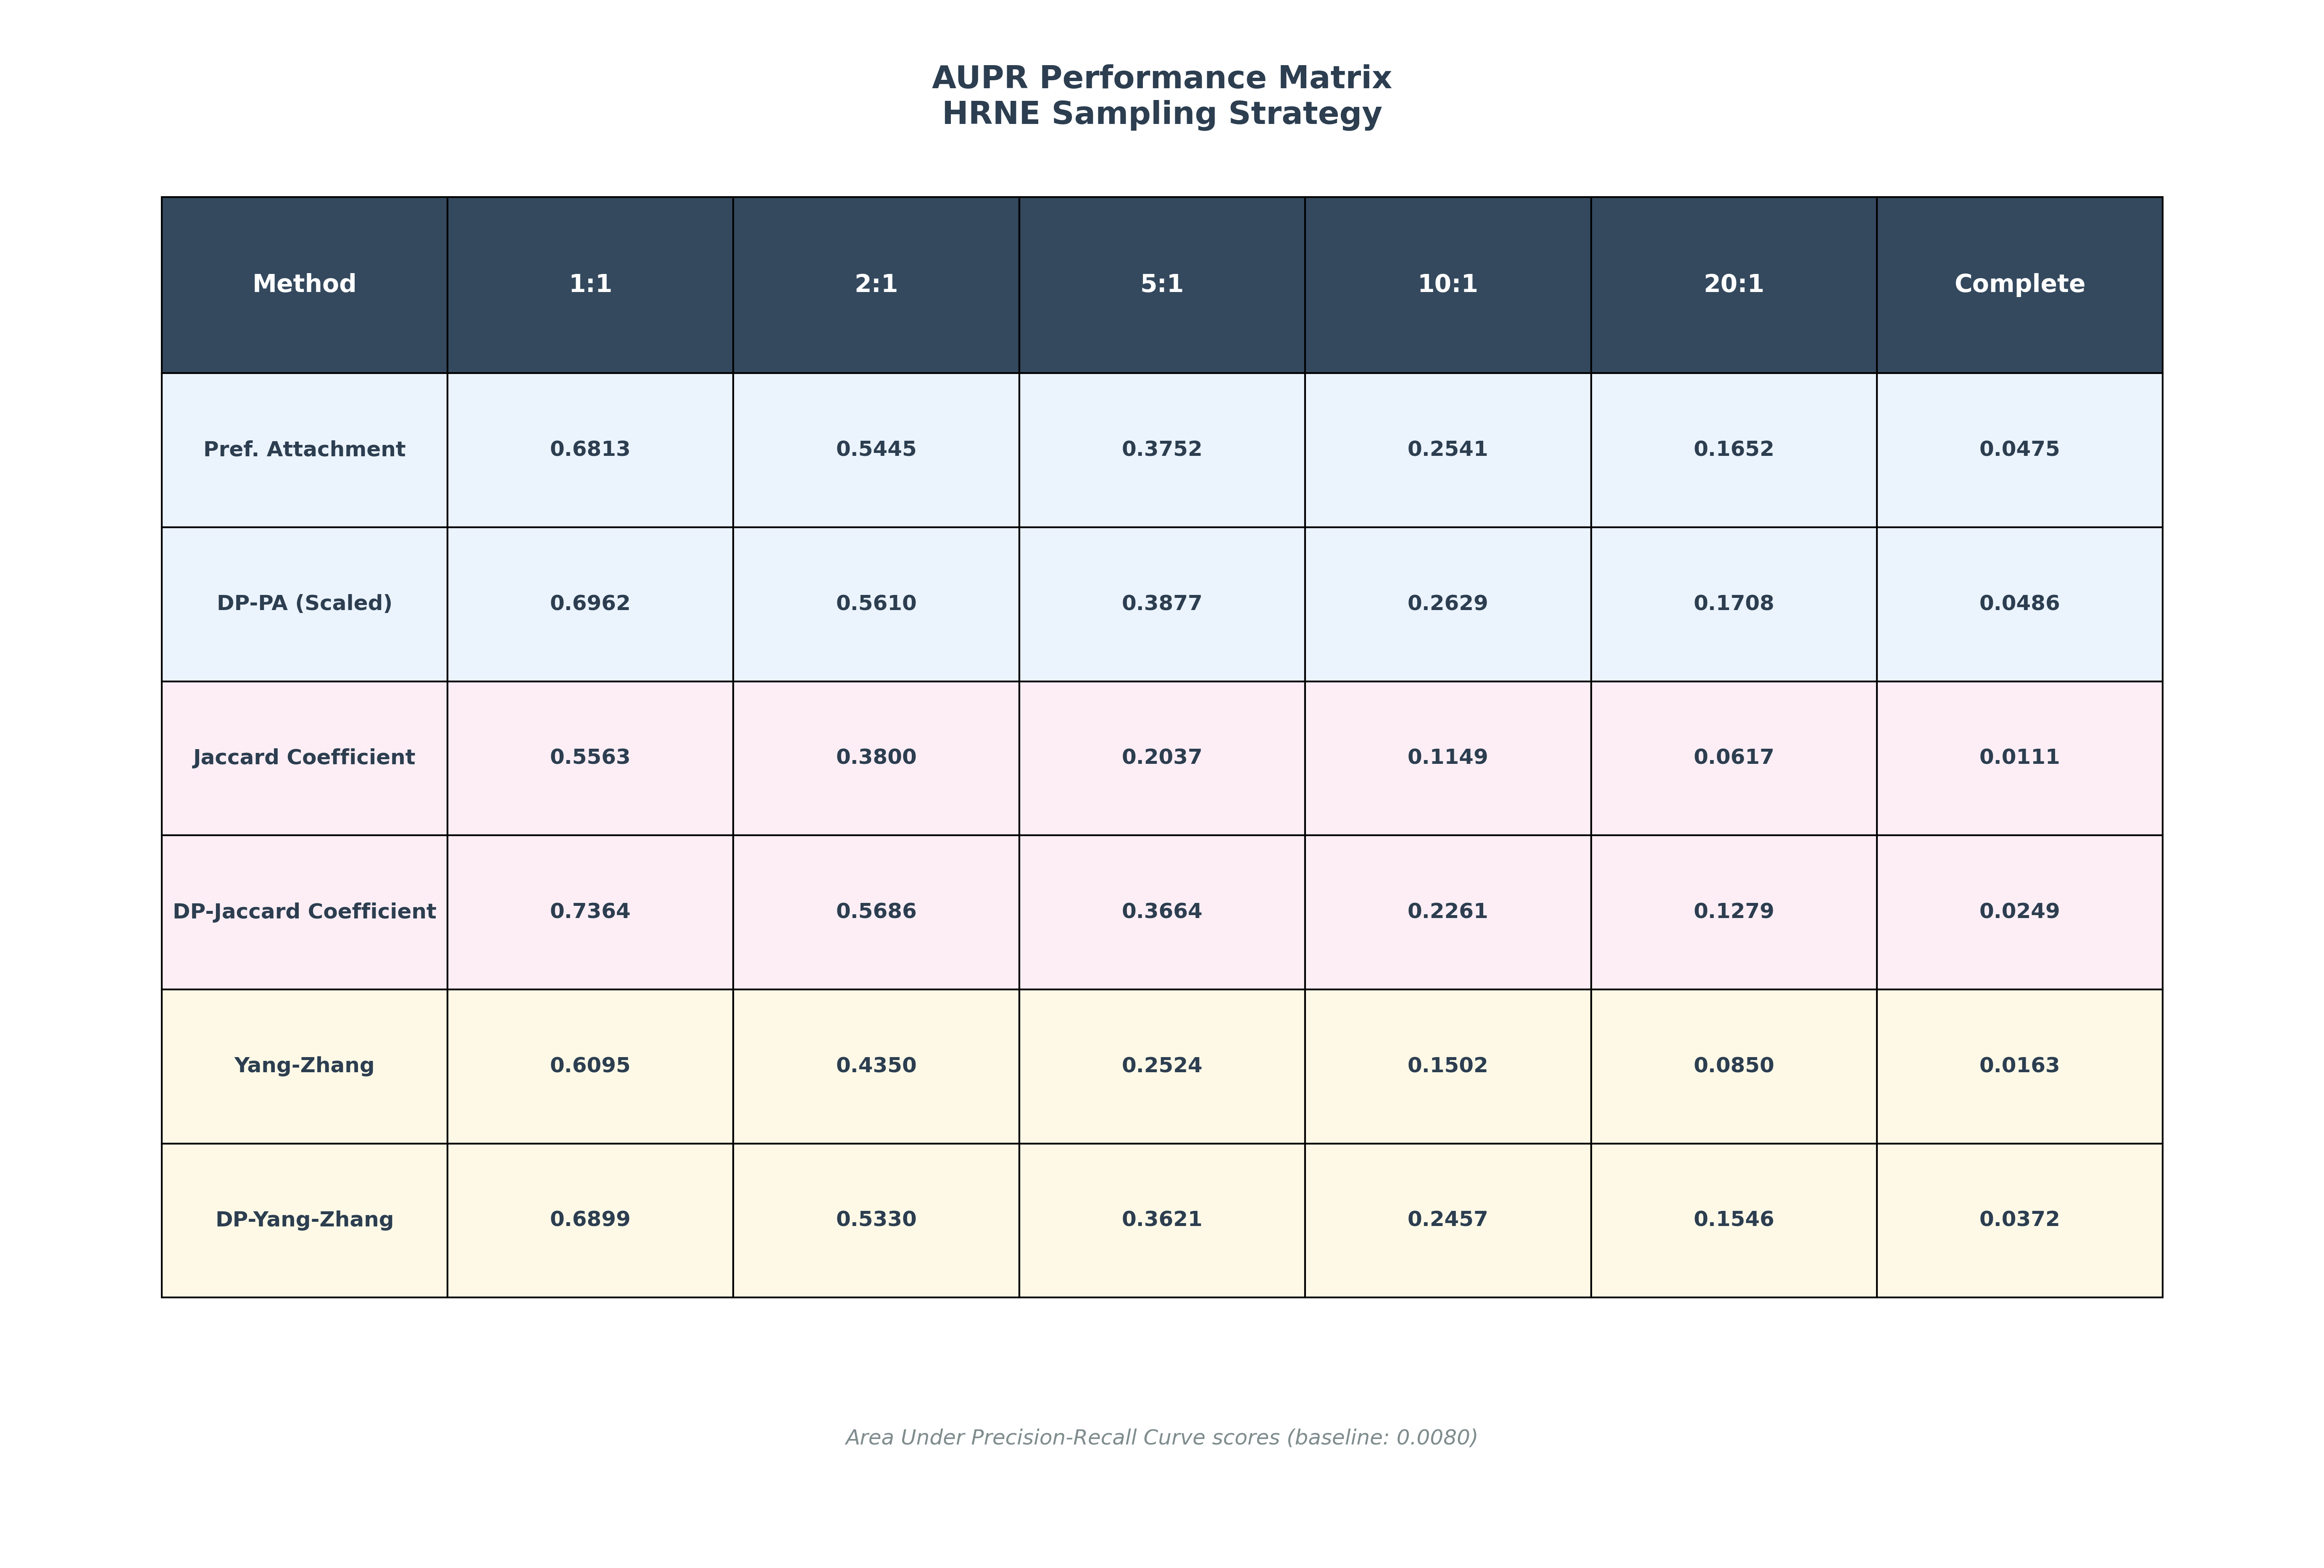 AUPR Performance Matrix
HRNE Sampling Strategy
Method 1:1 2:1 5:1 10:1 20:1 Complete
Pref. Attachment 0.6813 0.5445 0.3752 0.2541 0.1652 0.0475
DP-PA (Scaled) 0.6962 0.5610 0.3877 0.2629 0.1708 0.0486
Jaccard Coefficient 0.5563 0.3800 0.2037 0.1149 0.0617 0.0111
DP-Jaccard Coefficient 0.7364 0.5686 0.3664 0.2261 0.1279 0.0249
Yang-Zhang 0.6095 0.4350 0.2524 0.1502 0.0850 0.0163
DP-Yang-Zhang 0.6899 0.5330 0.3621 0.2457 0.1546 0.0372
Area Under Precision-Recall Curve scores (baseline: 0.0080)